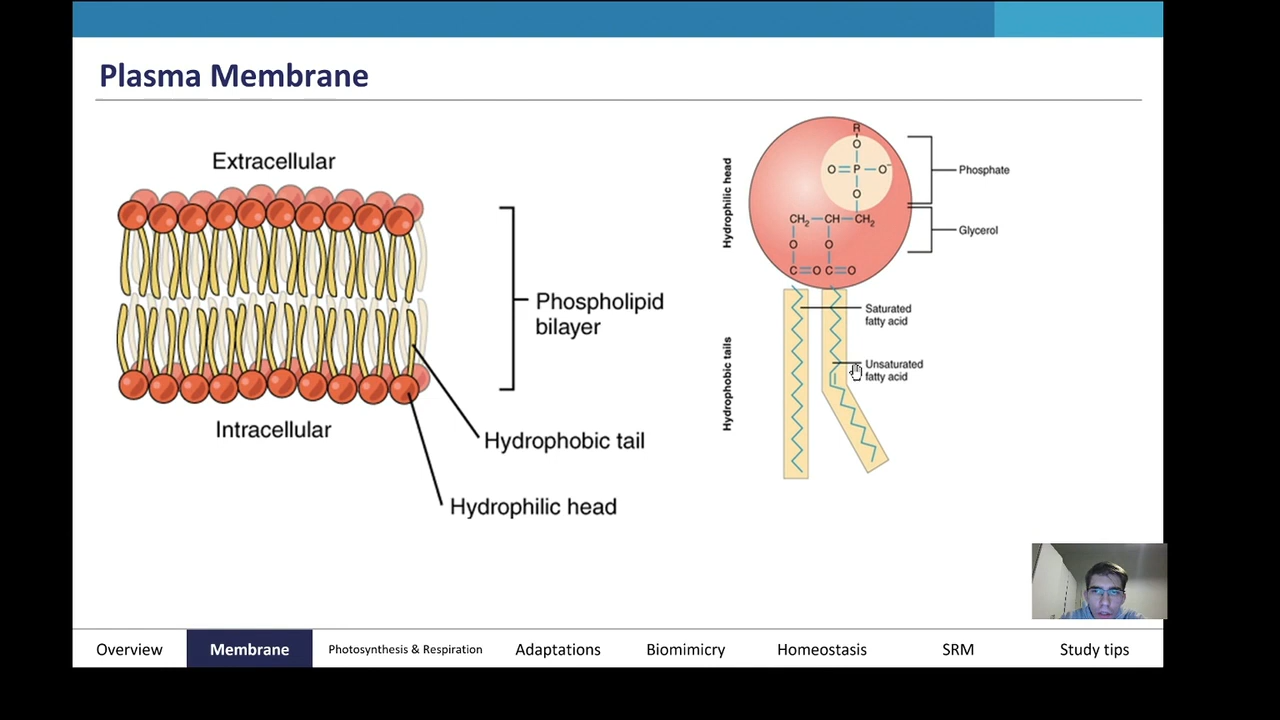 Plasma Membrane
Extracellular
Phospholipid
bilayer
Intracellular
Hydrophobic tail
Hydrophilic head
Hydrophilic head
R
O
O=P—O⁻
O
CH₂—CH—CH₂
O O
C=O C=O
Phosphate
Glycerol
Hydrophobic tails
Saturated
fatty acid
Unsaturated
fatty acid
Overview Membrane Photosynthesis & Respiration Adaptations Biomimicry Homeostasis SRM Study tips